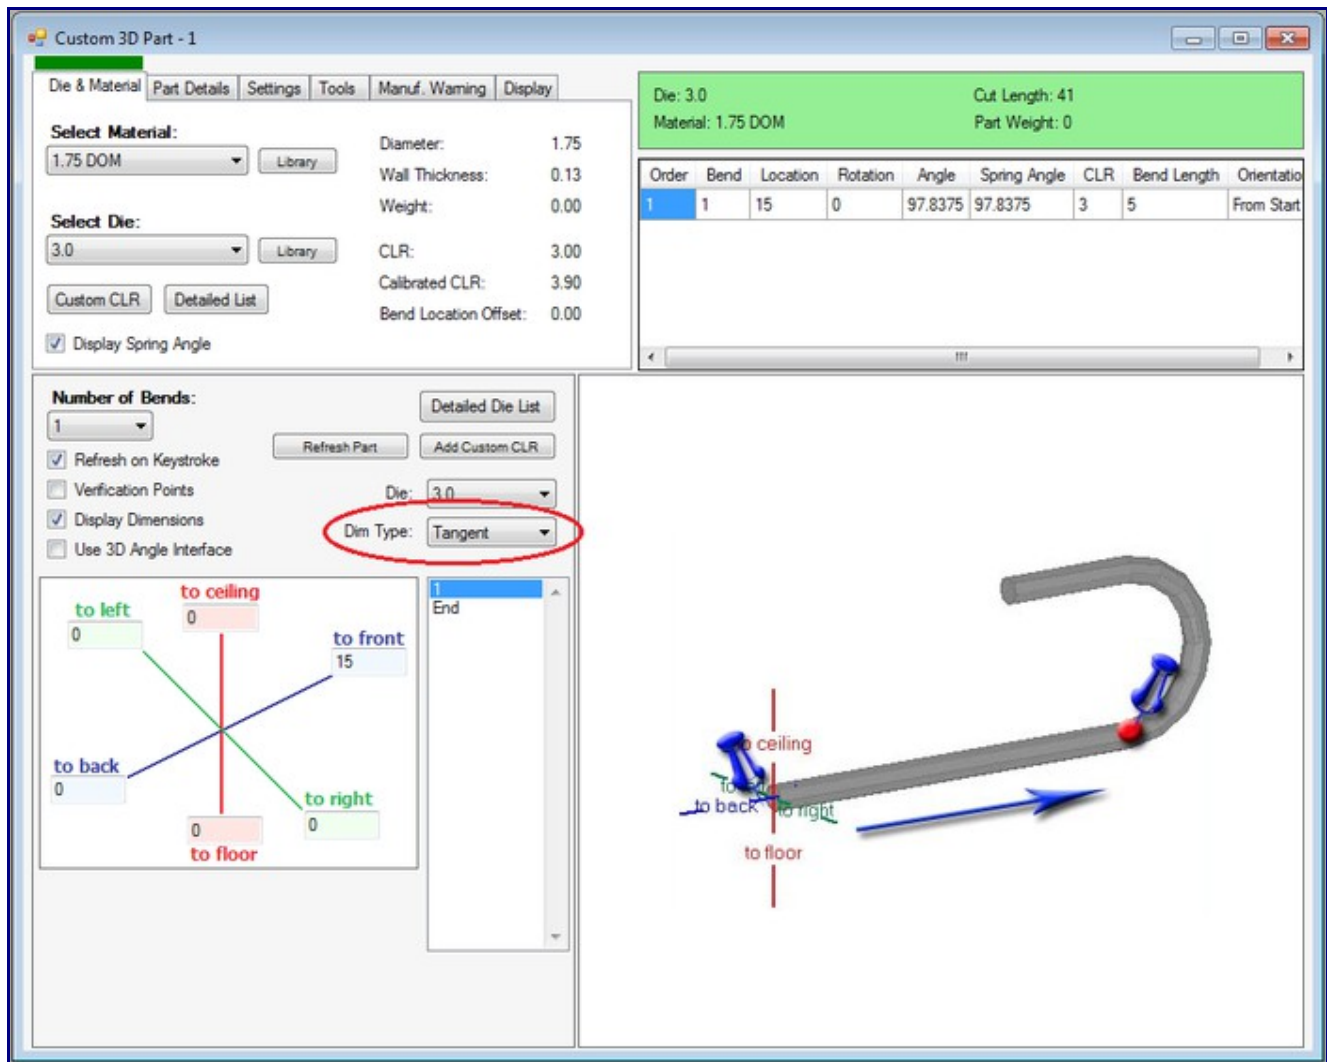 Custom 3D Part - 1
Die & Material Part Details Settings Tools Manuf. Warning Display
Select Material:
1.75 DOM Library
Select Die:
3.0 Library
Custom CLR Detailed List
Display Spring Angle
Diameter: 1.75
Wall Thickness: 0.13
Weight: 0.00
CLR: 3.00
Calibrated CLR: 3.90
Bend Location Offset: 0.00
Die: 3.0 Cut Length: 41
Material: 1.75 DOM Part Weight: 0
Order Bend Location Rotation Angle Spring Angle CLR Bend Length Orientatio
1 1 15 0 97.8375 97.8375 3 5 From Start
Number of Bends:
1
Detailed Die List
Refresh Part Add Custom CLR
Refresh on Keystroke
Verification Points
Display Dimensions
Use 3D Angle Interface
Die: 3.0
Dim Type: Tangent
to ceiling
0
to left
0
to front
15
to back
0
to right
0
0
to floor
1
End
to ceiling
to back to right
to floor